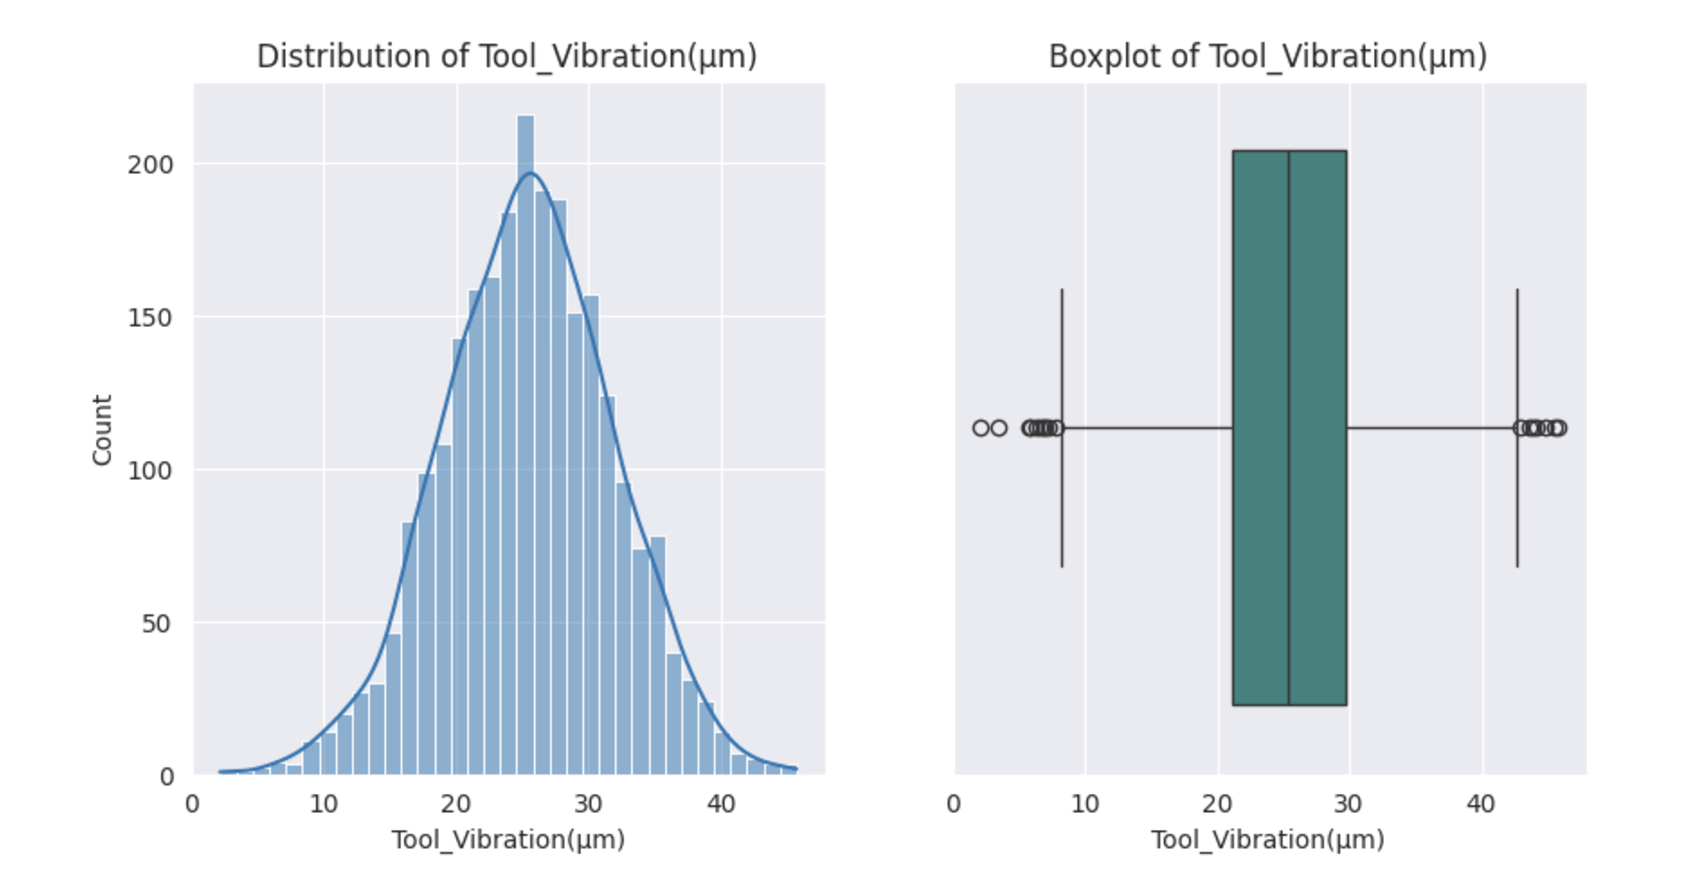 Distribution of Tool_Vibration(μm)
Count
200
150
100
50
0
0 10 20 30 40
Tool_Vibration(μm)
Boxplot of Tool_Vibration(μm)
0 10 20 30 40
Tool_Vibration(μm)